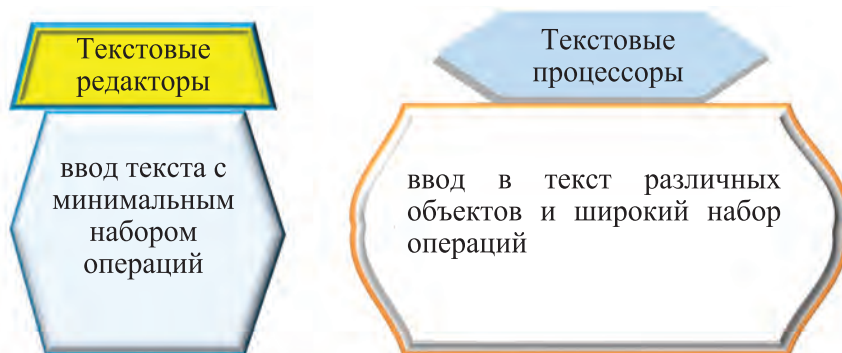 Текстовые
редакторы
ввод текста с
минимальным
набором
операций
Текстовые
процессоры
ввод в текст различных
объектов и широкий набор
операций